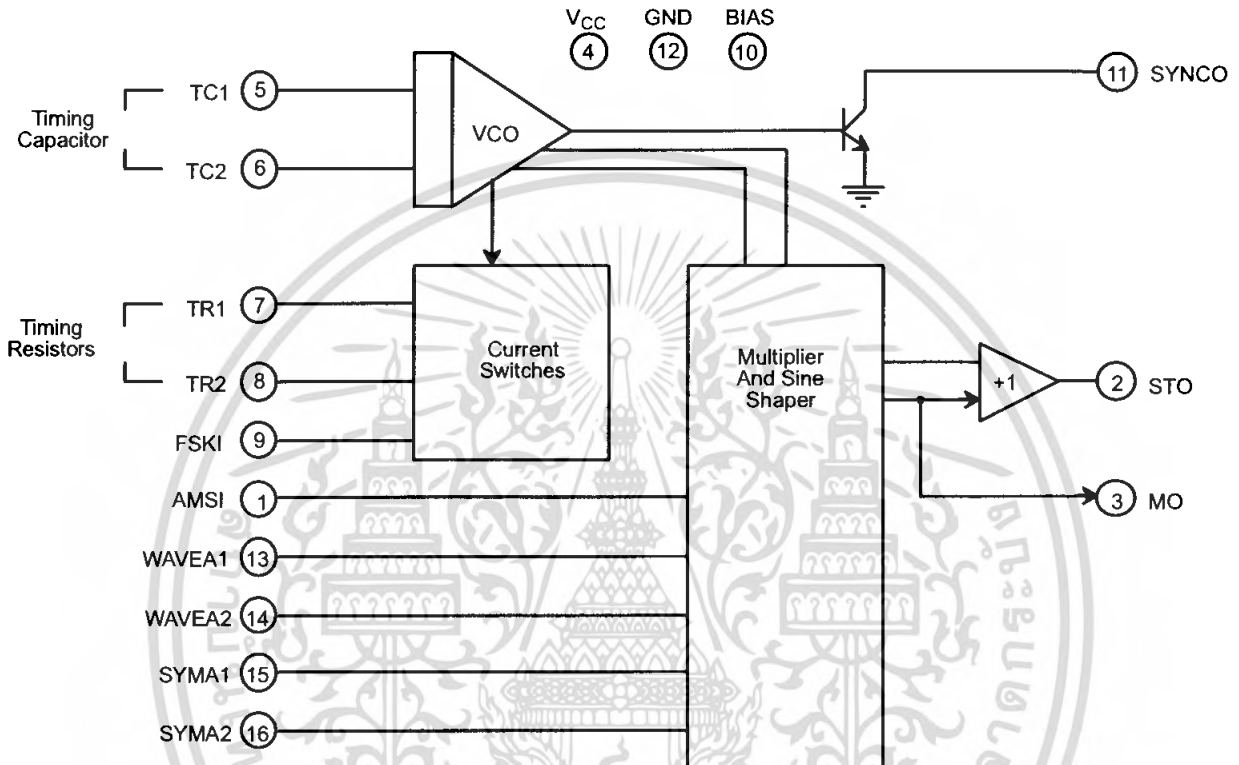 VCC GND BIAS
4 12 10
TC1 5
11 SYNCO
Timing
Capacitor
VCO
TC2 6
TR1 7
Timing
Resistors
Current
Switches
Multiplier
And Sine
Shaper
TR2 8
+1
2 STO
FSKI 9
AMSI 1
3 MO
WAVEA1 13
WAVEA2 14
SYMA1 15
SYMA2 16